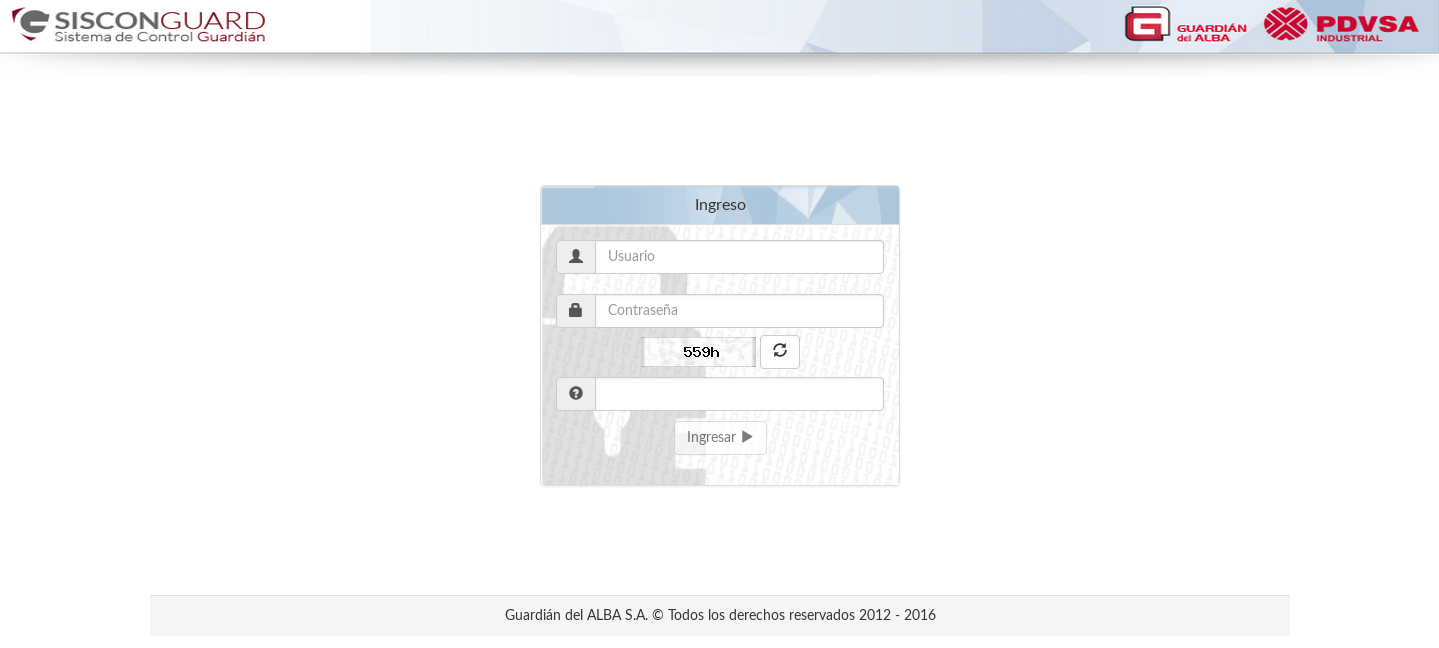 SISCONGUARD
Sistema de Control Guardián
GUARDIÁN
del ALBA
PDVSA
INDUSTRIAL
Ingreso
Usuario
Contraseña
559h
Ingresar
Guardián del ALBA S.A. © Todos los derechos reservados 2012 - 2016